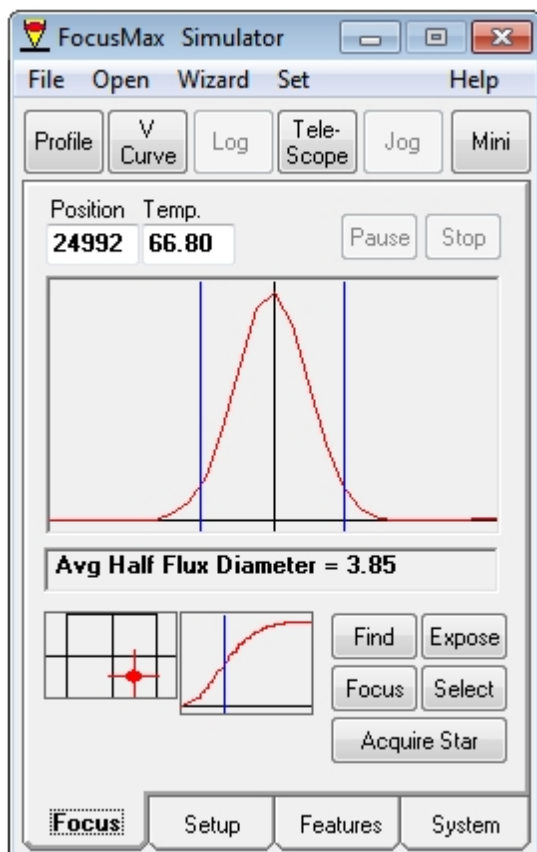 FocusMax Simulator
File Open Wizard Set Help
Profile V Curve Log Tele-Scope Jog Mini
Position Temp.
24992 66.80 Pause Stop
Avg Half Flux Diameter = 3.85
Find Expose
Focus Select
Acquire Star
Focus Setup Features System